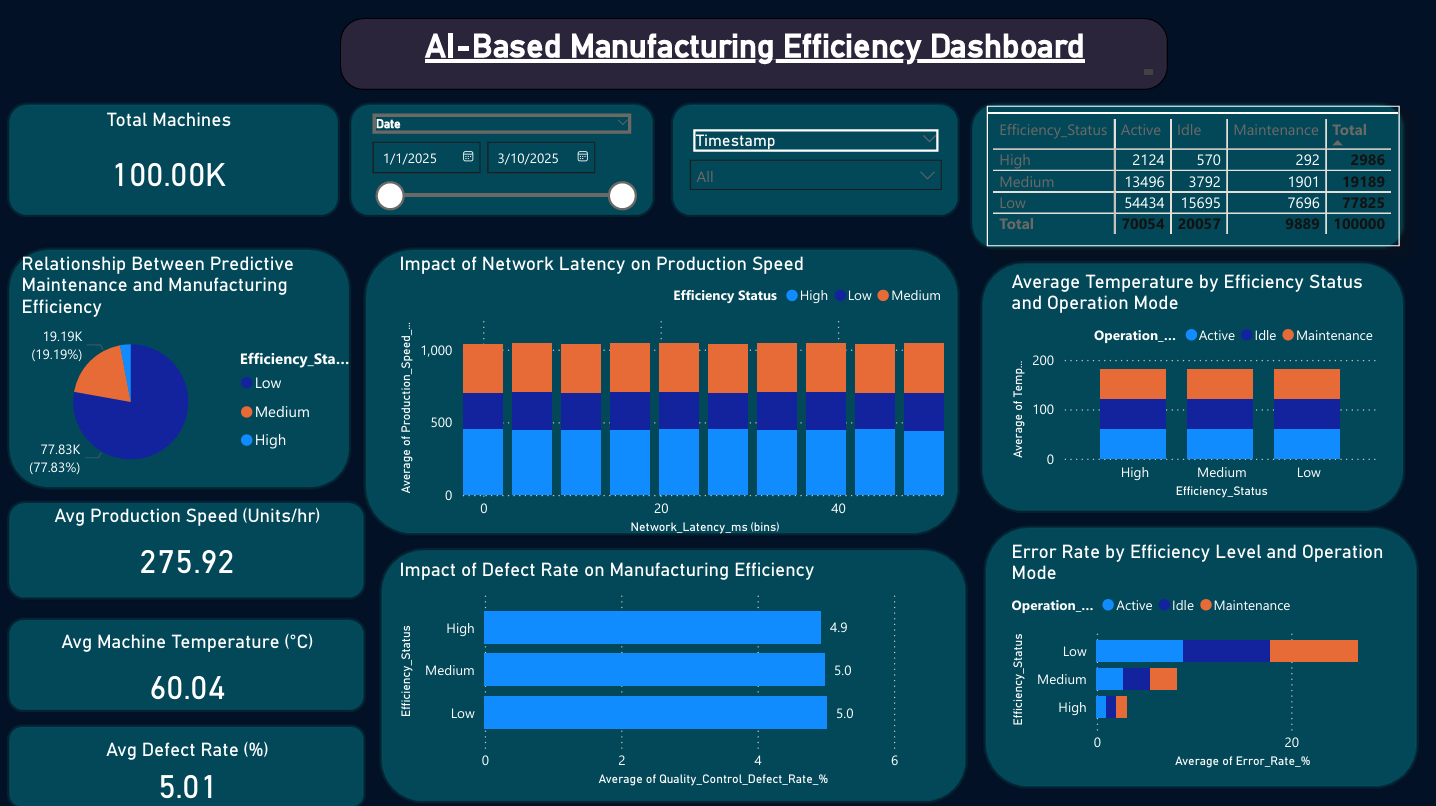 AI-Based Manufacturing Efficiency Dashboard
Total Machines
100.00K
Date
1/1/2025 3/10/2025
Timestamp
All
Efficiency_Status Active Idle Maintenance Total
High 2124 570 292 2986
Medium 13496 3792 1901 19189
Low 54434 15695 7696 77825
Total 70054 20057 9889 100000
Relationship Between Predictive
Maintenance and Manufacturing
Efficiency
19.19K
(19.19%)
77.83K
(77.83%)
Efficiency_Sta...
Low
Medium
High
Impact of Network Latency on Production Speed
Efficiency Status High Low Medium
Average of Production_Speed_...
1,000
500
0
0 20 40
Network_Latency_ms (bins)
Average Temperature by Efficiency Status
and Operation Mode
Operation_... Active Idle Maintenance
Average of Temp...
200
100
0
High Medium Low
Efficiency_Status
Avg Production Speed (Units/hr)
275.92
Avg Machine Temperature (°C)
60.04
Avg Defect Rate (%)
5.01
Impact of Defect Rate on Manufacturing Efficiency
Efficiency_Status
High 4.9
Medium 5.0
Low 5.0
0 2 4 6
Average of Quality_Control_Defect_Rate_%
Error Rate by Efficiency Level and Operation
Mode
Operation_... Active Idle Maintenance
Efficiency_Status
Low
Medium
High
0 20
Average of Error_Rate_%